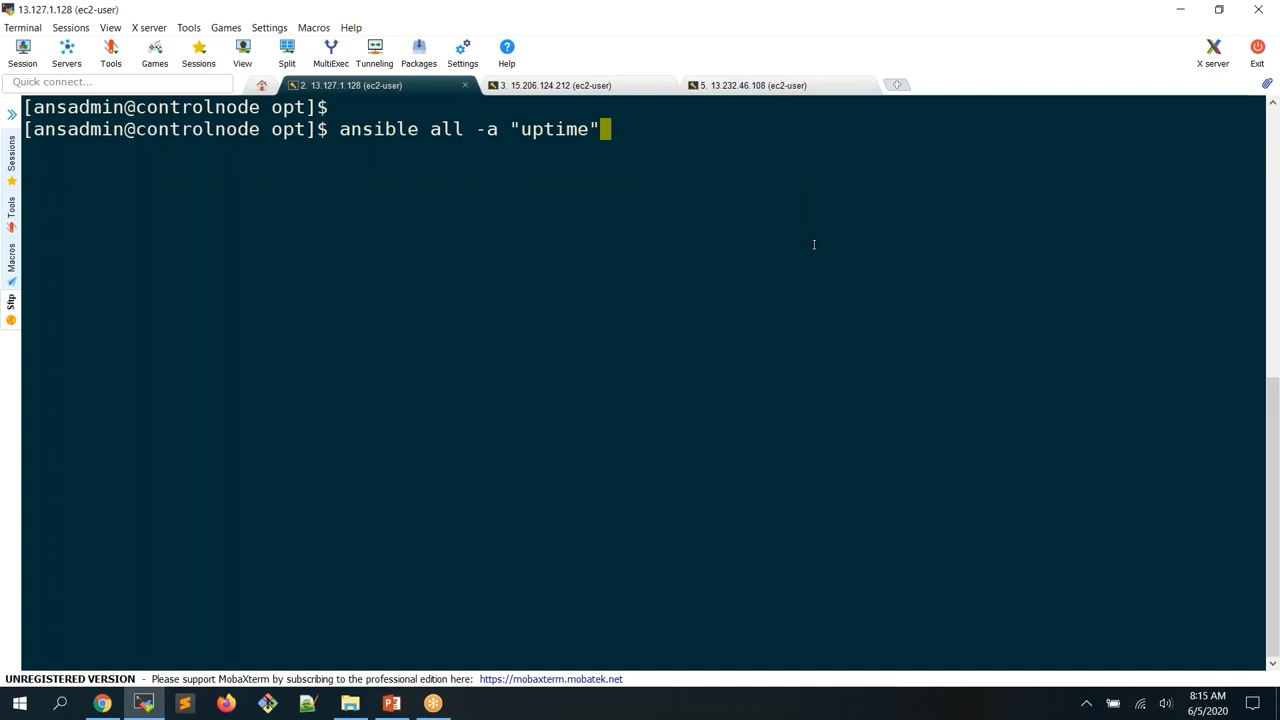 13.127.1.128 (ec2-user)
Terminal Sessions View X server Tools Games Settings Macros Help
Session Servers Tools Games Sessions View Split MultiExec Tunneling Packages Settings Help X server Exit
Quick connect...
2. 13.127.1.128 (ec2-user)
3. 15.206.124.212 (ec2-user)
5. 13.232.46.108 (ec2-user)
Sessions
Tools
Macros
Sftp
[ansadmin@controlnode opt]$
[ansadmin@controlnode opt]$ ansible all -a "uptime"
UNREGISTERED VERSION - Please support MobaXterm by subscribing to the professional edition here: https://mobaxterm.mobatek.net
8:15 AM
6/5/2020